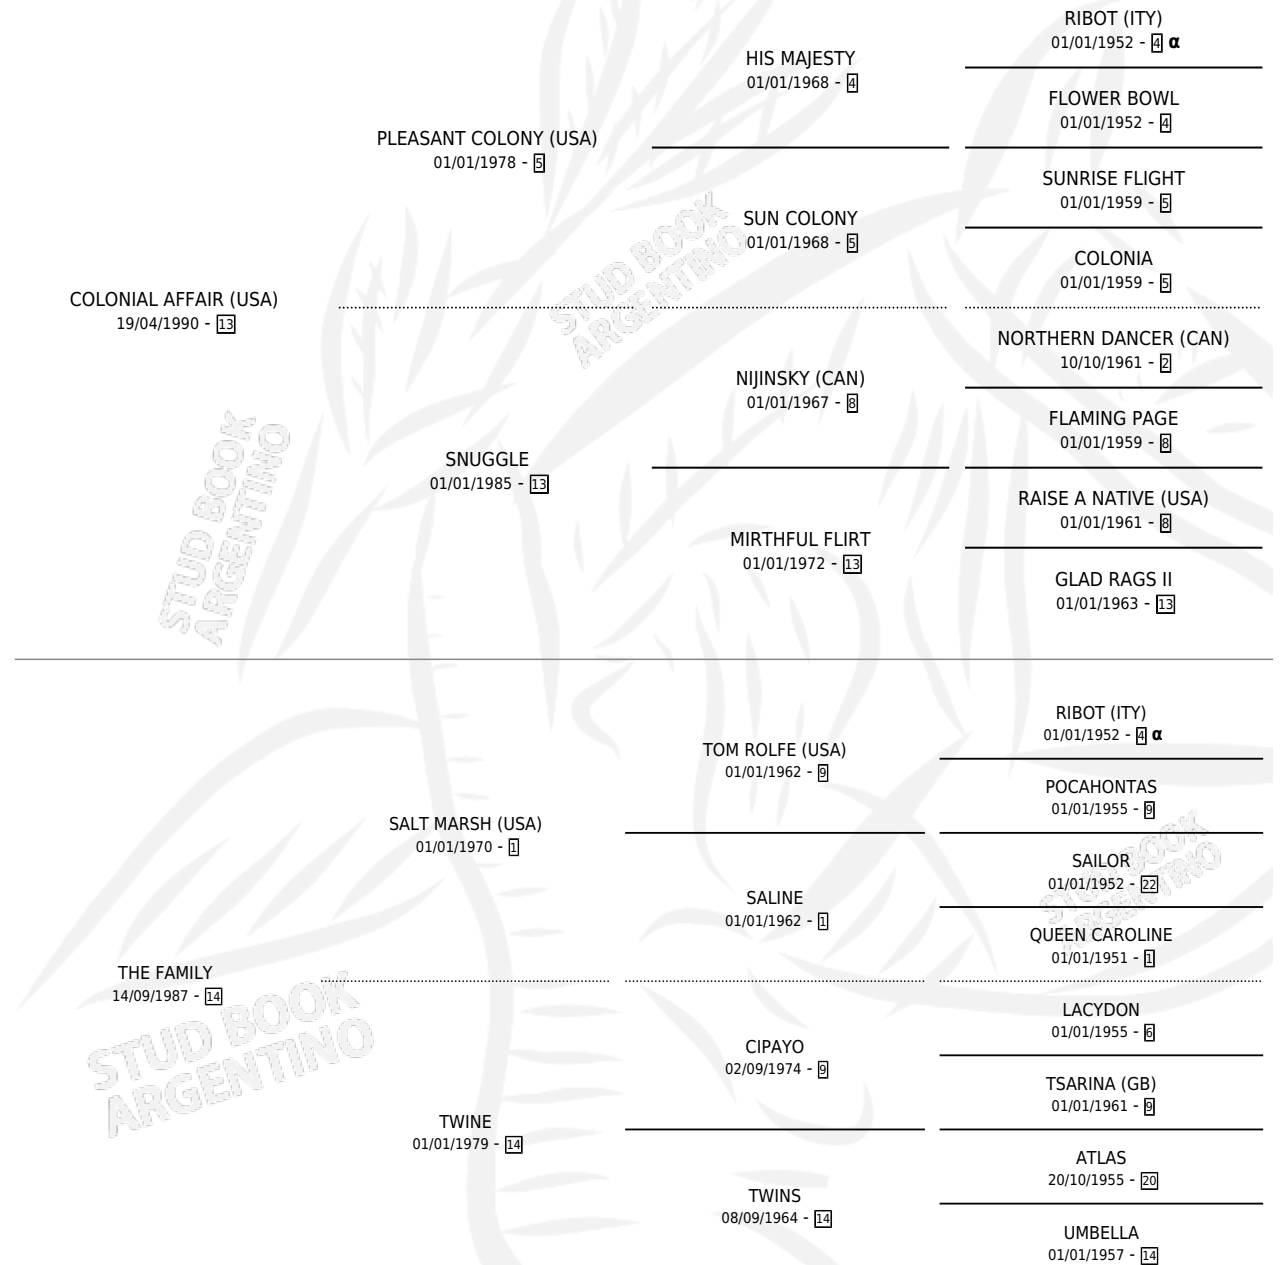 RIBOT (ITY)
01/01/1952 - 4 α
HIS MAJESTY
01/01/1968 - 4
FLOWER BOWL
01/01/1952 - 4
PLEASANT COLONY (USA)
01/01/1978 - 5
SUNRISE FLIGHT
01/01/1959 - 5
SUN COLONY
01/01/1968 - 5
COLONIA
01/01/1959 - 5
COLONIAL AFFAIR (USA)
19/04/1990 - 13
NORTHERN DANCER (CAN)
10/10/1961 - 2
NIJINSKY (CAN)
01/01/1967 - 8
FLAMING PAGE
01/01/1959 - 8
SNUGGLE
01/01/1985 - 13
RAISE A NATIVE (USA)
01/01/1961 - 8
MIRTHFUL FLIRT
01/01/1972 - 13
GLAD RAGS II
01/01/1963 - 13
RIBOT (ITY)
01/01/1952 - 4 α
TOM ROLFE (USA)
01/01/1962 - 9
POCAHONTAS
01/01/1955 - 9
SALT MARSH (USA)
01/01/1970 - 1
SAILOR
01/01/1952 - 22
SALINE
01/01/1962 - 1
QUEEN CAROLINE
01/01/1951 - 1
THE FAMILY
14/09/1987 - 14
LACYDON
01/01/1955 - 6
CIPAYO
02/09/1974 - 9
TSARINA (GB)
01/01/1961 - 9
TWINE
01/01/1979 - 14
ATLAS
20/10/1955 - 20
TWINS
08/09/1964 - 14
UMBELLA
01/01/1957 - 14
STUD BOOK
ARGENTINO
STUD BOOK
ARGENTINO
STUD BOOK
ARGENTINO
STUD BOOK
ARGENTINO